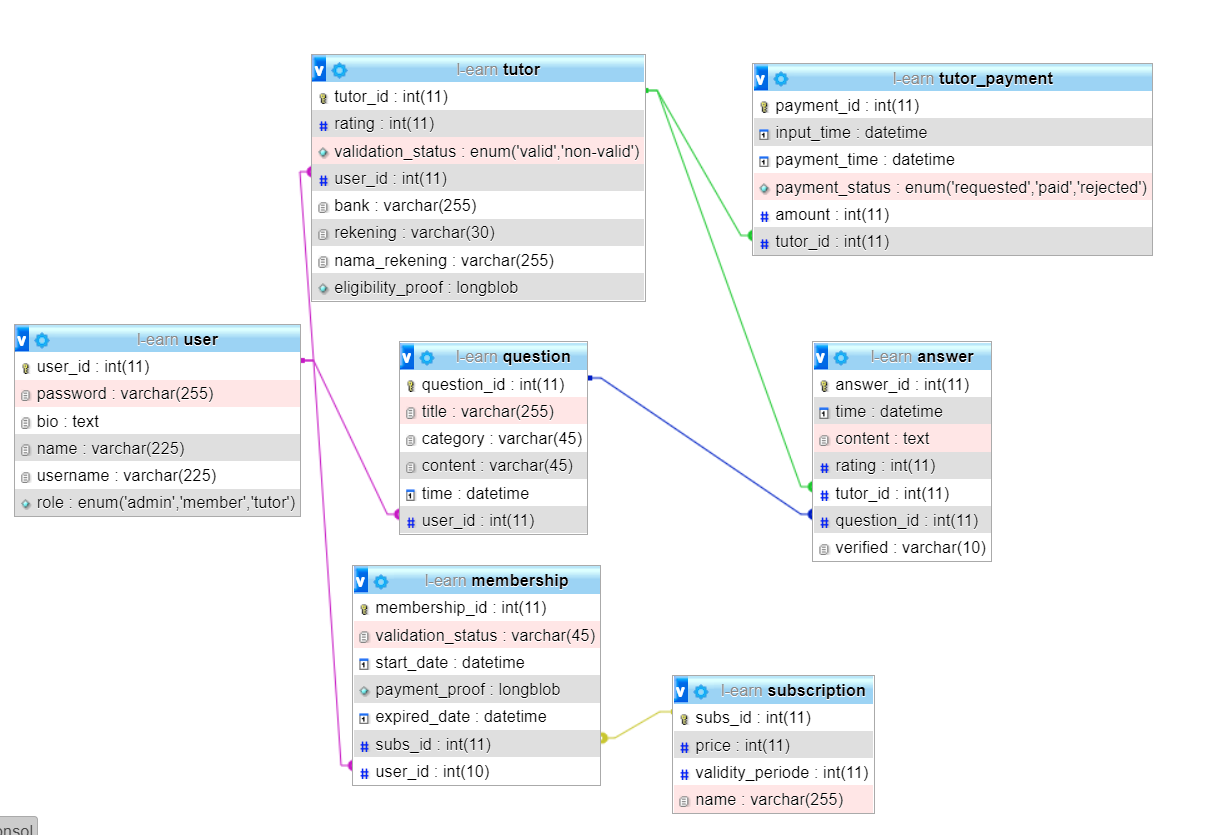 v l-earn tutor
tutor_id : int(11)
rating : int(11)
validation_status : enum('valid','non-valid')
user_id : int(11)
bank : varchar(255)
rekening : varchar(30)
nama_rekening : varchar(255)
eligibility_proof : longblob
v l-earn tutor_payment
payment_id : int(11)
input_time : datetime
payment_time : datetime
payment_status : enum('requested','paid','rejected')
amount : int(11)
tutor_id : int(11)
v l-earn user
user_id : int(11)
password : varchar(255)
bio : text
name : varchar(225)
username : varchar(225)
role : enum('admin','member','tutor')
v l-earn question
question_id : int(11)
title : varchar(255)
category : varchar(45)
content : varchar(45)
time : datetime
user_id : int(11)
v l-earn answer
answer_id : int(11)
time : datetime
content : text
rating : int(11)
tutor_id : int(11)
question_id : int(11)
verified : varchar(10)
v l-earn membership
membership_id : int(11)
validation_status : varchar(45)
start_date : datetime
payment_proof : longblob
expired_date : datetime
subs_id : int(11)
user_id : int(10)
v l-earn subscription
subs_id : int(11)
price : int(11)
validity_periode : int(11)
name : varchar(255)
onsol